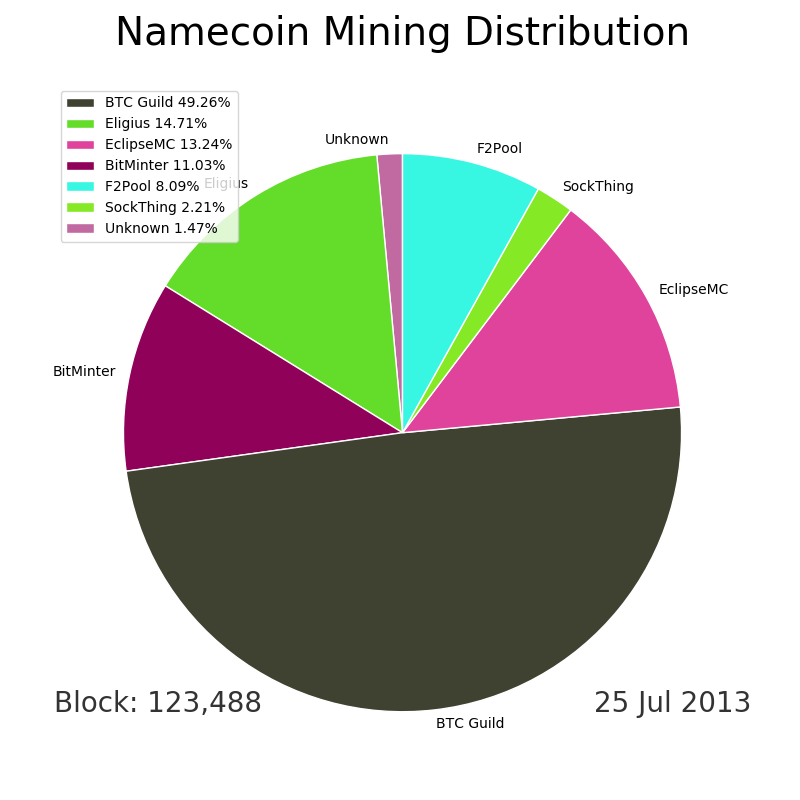 Namecoin Mining Distribution
BTC Guild 49.26%
Eligius 14.71%
EclipseMC 13.24%
BitMinter 11.03%
F2Pool 8.09%
SockThing 2.21%
Unknown 1.47%
Unknown
F2Pool
Eligius
SockThing
EclipseMC
BitMinter
BTC Guild
Block: 123,488
25 Jul 2013